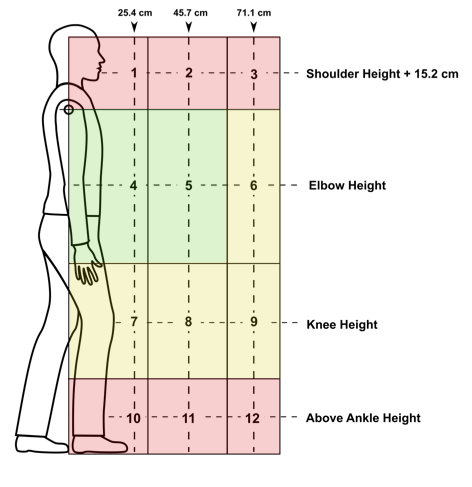 25.4 cm 45.7 cm 71.1 cm
1 2 3 Shoulder Height + 15.2 cm
4 5 6 Elbow Height
7 8 9 Knee Height
10 11 12 Above Ankle Height